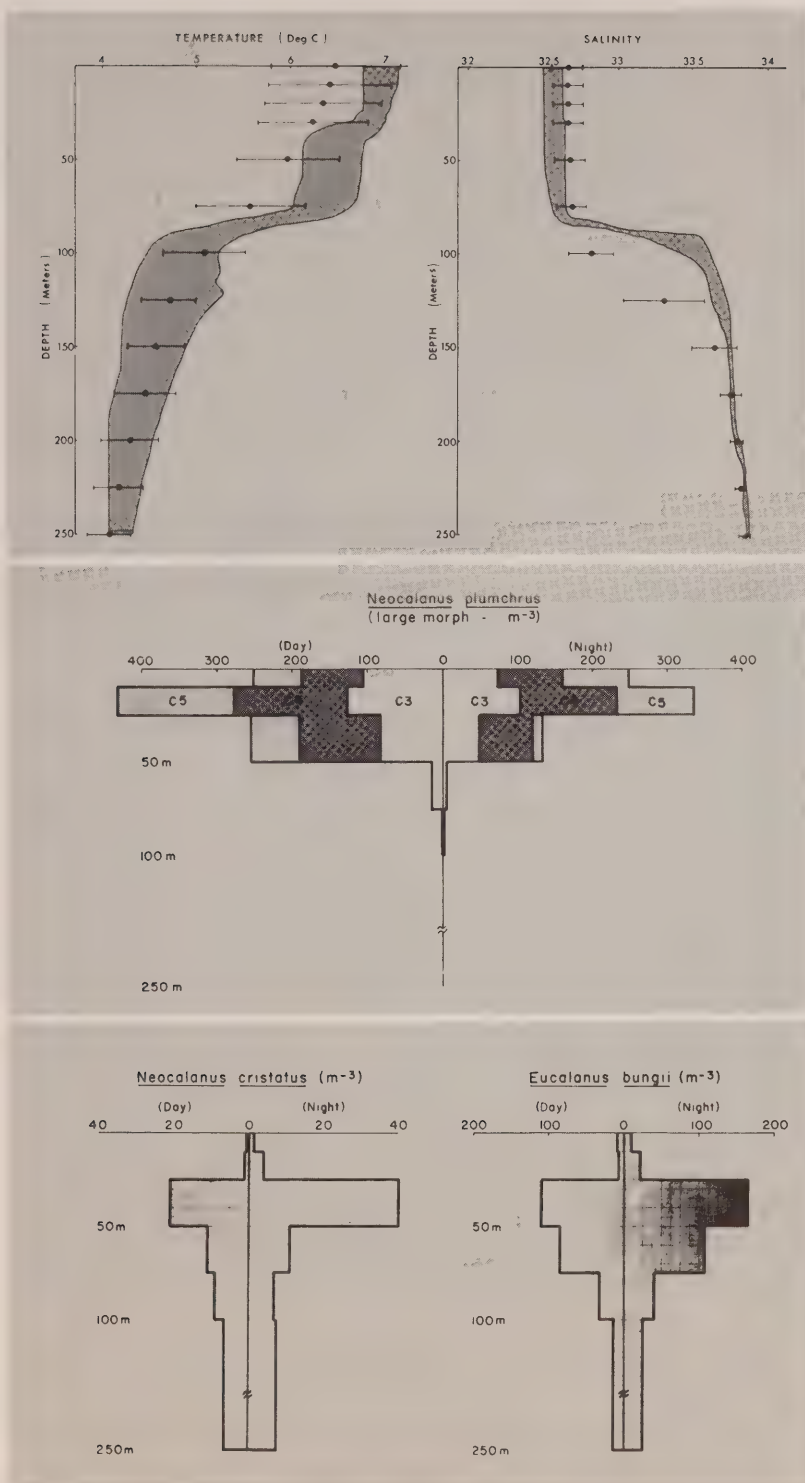 TEMPERATURE ( Deg C )
4 5 6 7
50
100
150
200
250
DEPTH (Meters)
SALINITY
32 32.5 33 33.5 34
50
100
150
200
250
DEPTH (Meters)
Neocalanus plumchrus
(large morph - m-3)
(Day) (Night)
400 300 200 100 0 100 200 300 400
C5 C3 C3 C5
50 m
100 m
250 m
Neocalanus cristatus (m-3)
(Day) (Night)
40 20 0 20 40
50m
100m
250m
Eucalanus bungii (m-3)
(Day) (Night)
200 100 0 100 200
50m
100m
250m